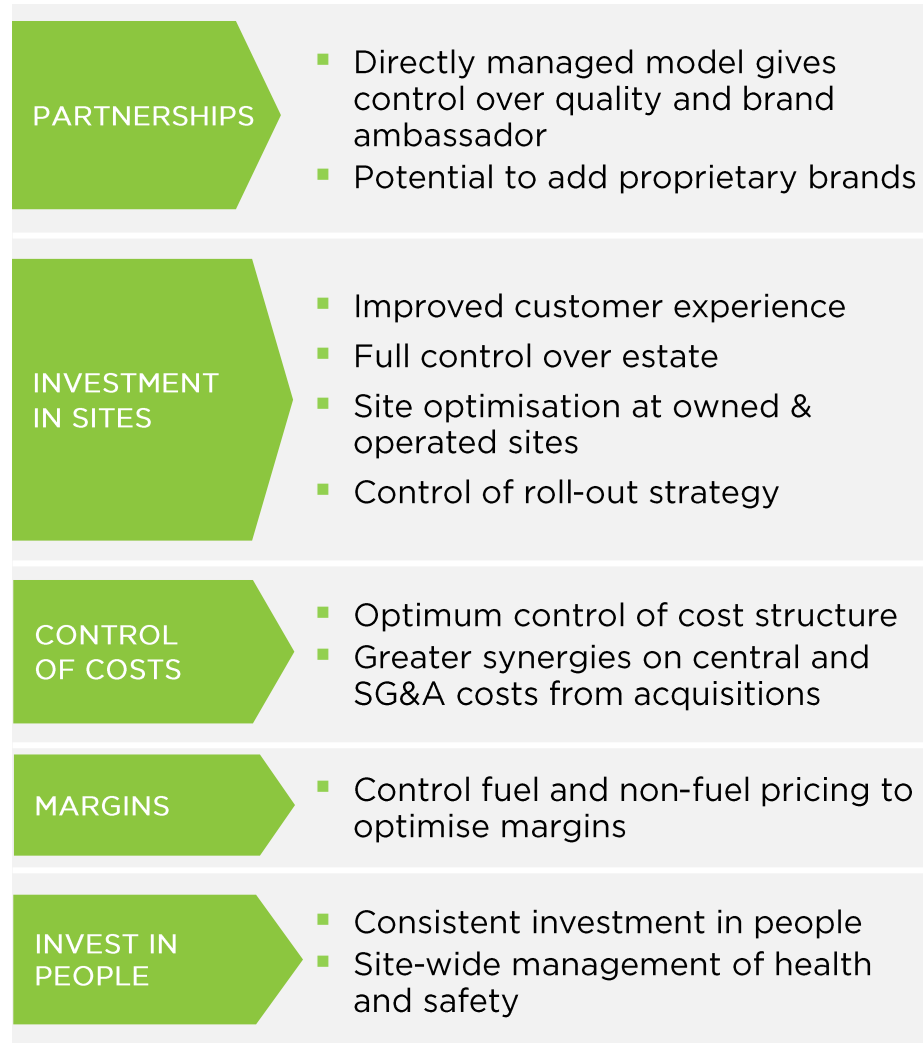 PARTNERSHIPS
▪ Directly managed model gives
control over quality and brand
ambassador
▪ Potential to add proprietary brands
INVESTMENT
IN SITES
▪ Improved customer experience
▪ Full control over estate
▪ Site optimisation at owned &
operated sites
▪ Control of roll-out strategy
CONTROL
OF COSTS
▪ Optimum control of cost structure
▪ Greater synergies on central and
SG&A costs from acquisitions
MARGINS
▪ Control fuel and non-fuel pricing to
optimise margins
INVEST IN
PEOPLE
▪ Consistent investment in people
▪ Site-wide management of health
and safety